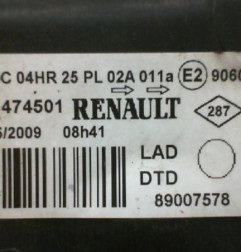 C 04HR 25 PL 02A 011a E2 9060
474501 RENAULT 287
5/2009 08h41
LAD
DTD
89007578